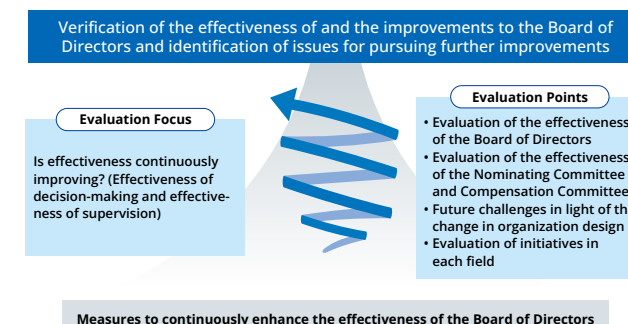 Verification of the effectiveness of and the improvements to the Board of
Directors and identification of issues for pursuing further improvements
Evaluation Focus
Is effectiveness continuously
improving? (Effectiveness of
decision-making and effective-
ness of supervision)
Evaluation Points
• Evaluation of the effectiveness
of the Board of Directors
• Evaluation of the effectiveness
of the Nominating Committee
and Compensation Committee
• Future challenges in light of
change in organization design
• Evaluation of initiatives in
each field
Measures to continuously enhance the effectiveness of the Board of Directors